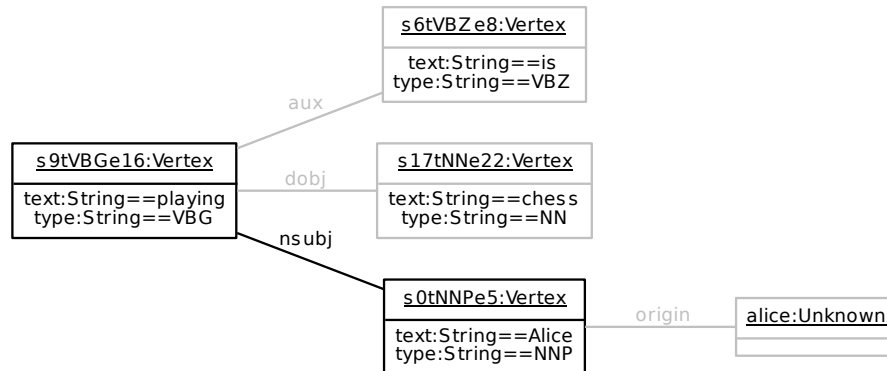 s6tVBZe8:Vertex
text:String==is
type:String==VBZ
aux
s9tVBGe16:Vertex
text:String==playing
type:String==VBG
dobj
s17tNNe22:Vertex
text:String==chess
type:String==NN
nsubj
s0tNNPe5:Vertex
text:String==Alice
type:String==NNP
origin
alice:Unknown